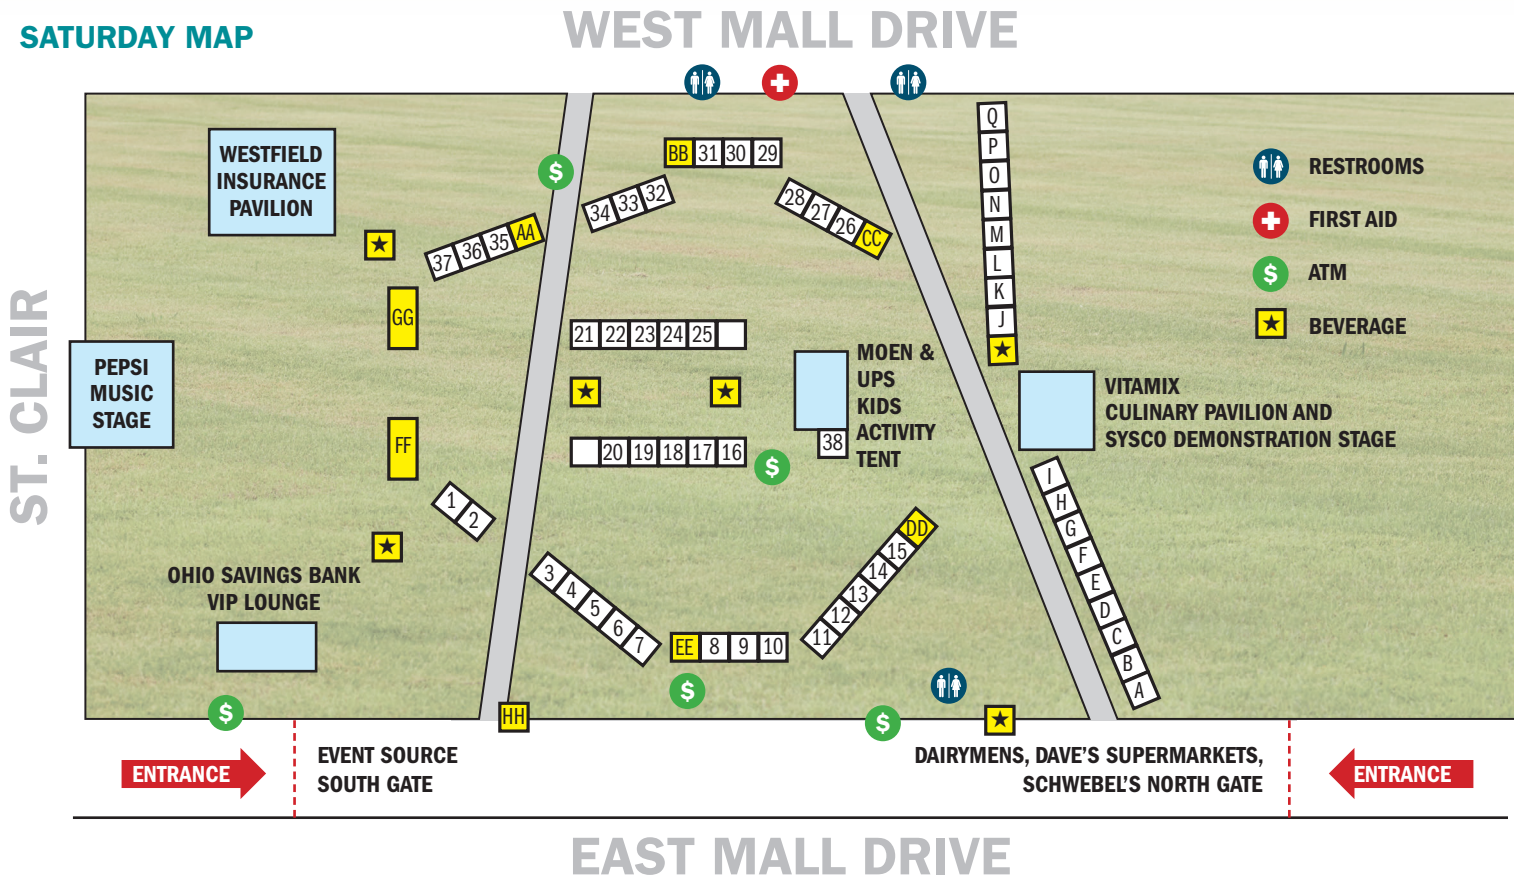 SATURDAY MAP
WEST MALL DRIVE
WESTFIELD
INSURANCE
PAVILION
BB 31 30 29
34 33 32
28 27 26 CC
37 36 35 AA
GG
21 22 23 24 25
ST. CLAIR
PEPSI
MUSIC
STAGE
MOEN &
UPS
KIDS
ACTIVITY
TENT
38
FF
20 19 18 17 16
1 2
3 4 5 6 7
EE 8 9 10
11 12 13 14 15 DD
OHIO SAVINGS BANK
VIP LOUNGE
HH
Q
P
O
N
M
L
K
J
RESTROOMS
FIRST AID
$ ATM
BEVERAGE
VITAMIX
CULINARY PAVILION AND
SYSCO DEMONSTRATION STAGE
I
H
G
F
E
D
C
B
A
$
$
$
$
$
ENTRANCE
EVENT SOURCE
SOUTH GATE
DAIRYMENS, DAVE'S SUPERMARKETS,
SCHWEBEL'S NORTH GATE
ENTRANCE
EAST MALL DRIVE